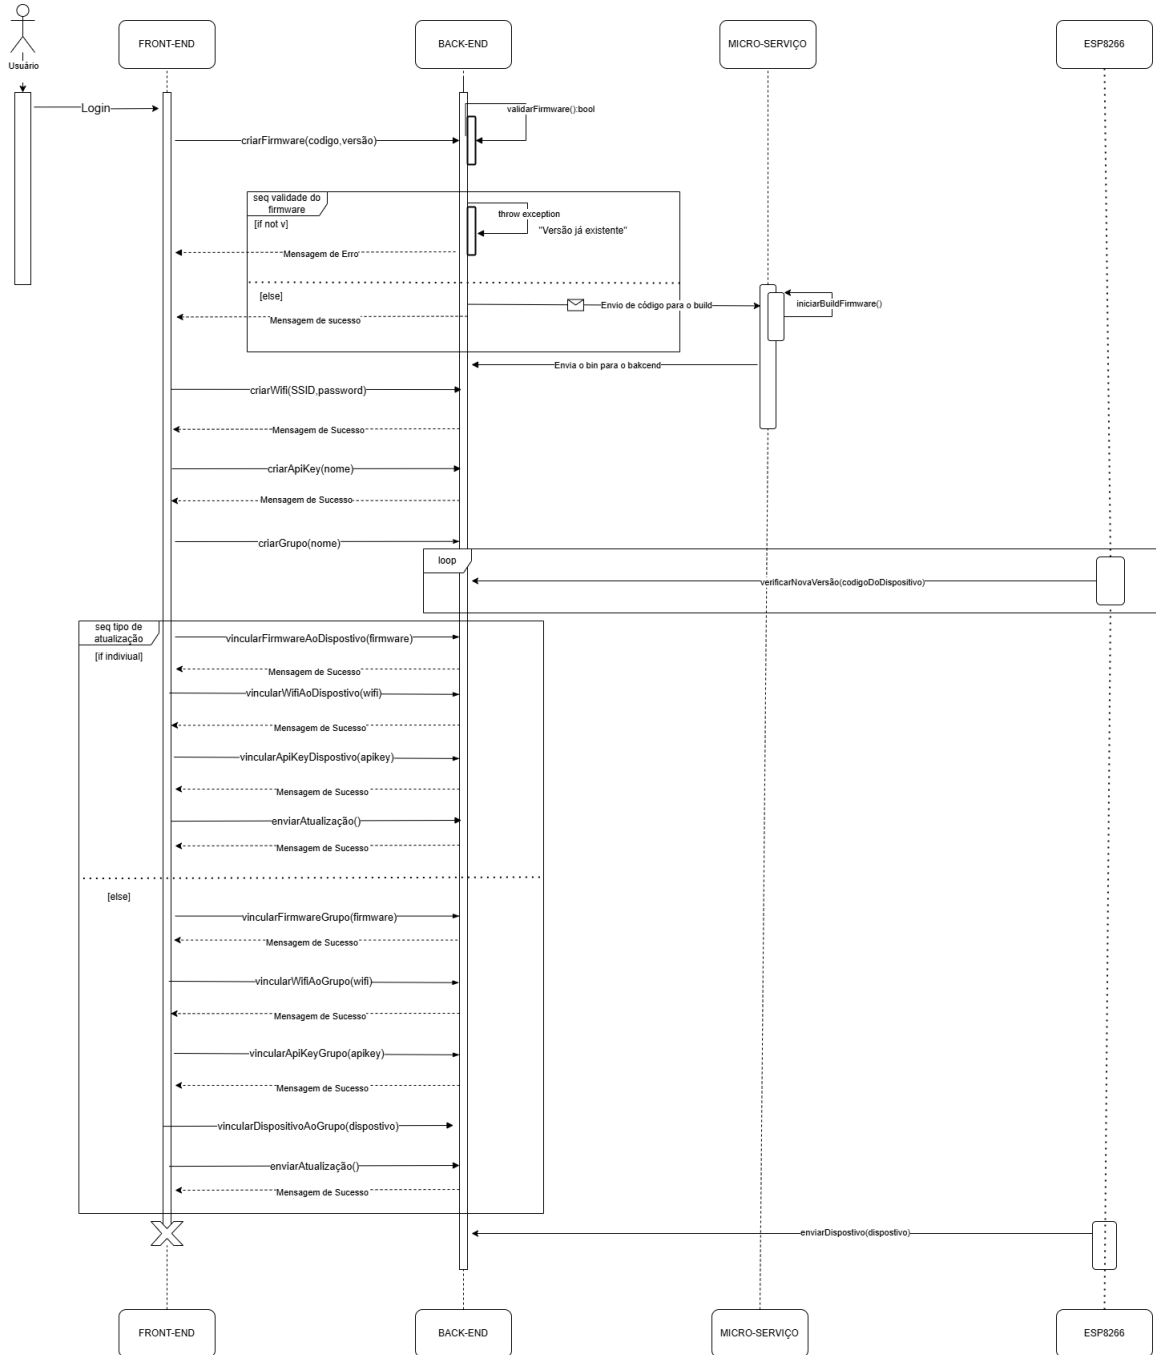 Usuário
FRONT-END
BACK-END
MICRO-SERVIÇO
ESP8266
Login
validarFirmware():bool
criarFirmware(codigo,versão)
seq validade do
firmware
[if not v]
throw exception
"Versão já existente"
Mensagem de Erro
[else]
Envio de código para o build
iniciarBuildFirmware()
Mensagem de sucesso
Envia o bin para o bakcend
criarWifi(SSID,password)
Mensagem de Sucesso
criarApiKey(nome)
Mensagem de Sucesso
criarGrupo(nome)
loop
verificarNovaVersão(codigoDoDispositivo)
seq tipo de
atualização
[if indiviual]
vincularFirmwareAoDispostivo(firmware)
Mensagem de Sucesso
vincularWifiAoDispostivo(wifi)
Mensagem de Sucesso
vincularApiKeyDispostivo(apikey)
Mensagem de Sucesso
enviarAtualização()
Mensagem de Sucesso
[else]
vincularFirmwareGrupo(firmware)
Mensagem de Sucesso
vincularWifiAoGrupo(wifi)
Mensagem de Sucesso
vincularApiKeyGrupo(apikey)
Mensagem de Sucesso
vincularDispositivoAoGrupo(dispostivo)
enviarAtualização()
Mensagem de Sucesso
enviarDispostivo(dispostivo)
FRONT-END
BACK-END
MICRO-SERVIÇO
ESP8266